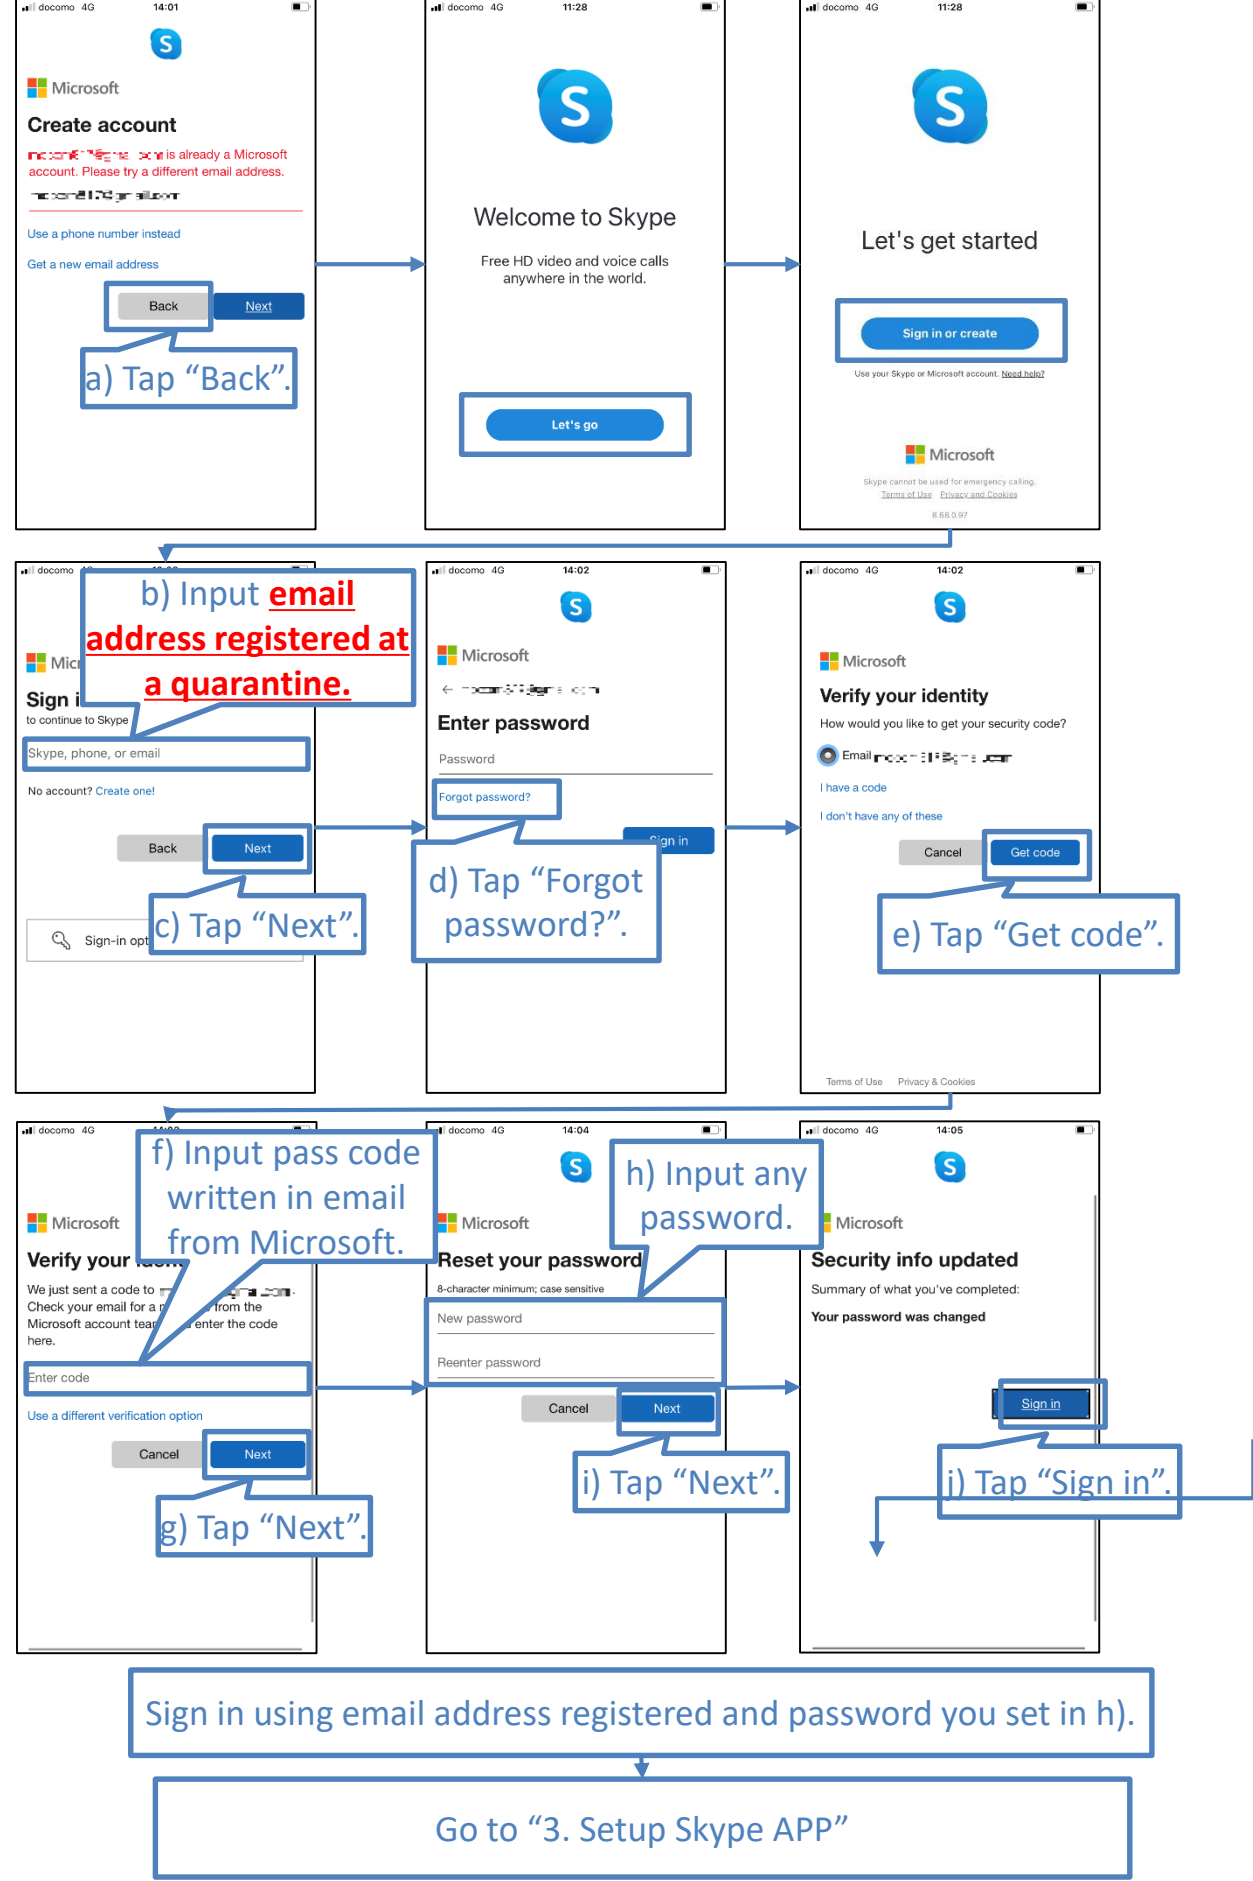 docomo 4G 14:01
S
Microsoft
Create account
is already a Microsoft
account. Please try a different email address.
Use a phone number instead
Get a new email address
Back Next
a) Tap “Back”.
docomo 4G 11:28
S
Welcome to Skype
Free HD video and voice calls
anywhere in the world.
Let's go
docomo 4G 11:28
S
Let's get started
Sign in or create
Use your Skype or Microsoft account. Need help?
Microsoft
Skype cannot be used for emergency calling.
Terms of Use Privacy and Cookies
8.68.0.97
docomo
b) Input email
address registered at
a quarantine.
Sign i
to continue to Skype
Skype, phone, or email
No account? Create one!
Back Next
c) Tap “Next”.
Sign-in opt
docomo 4G 14:02
S
Microsoft
Enter password
Password
Forgot password?
Sign in
d) Tap “Forgot
password?”.
docomo 4G 14:02
S
Microsoft
Verify your identity
How would you like to get your security code?
Email
I have a code
I don't have any of these
Cancel Get code
e) Tap “Get code”.
Terms of Use Privacy & Cookies
docomo 4G
f) Input pass code
written in email
from Microsoft.
Microsoft
Verify your
We just sent a code to
Check your email for a from the
Microsoft account enter the code
here.
Enter code
Use a different verification option
Cancel Next
g) Tap “Next”.
docomo 4G 14:04
S
Microsoft
h) Input any
password.
Reset your password
8-character minimum; case sensitive
New password
Reenter password
Cancel Next
i) Tap “Next”.
docomo 4G 14:05
S
Microsoft
Security info updated
Summary of what you've completed:
Your password was changed
Sign in
j) Tap “Sign in”.
Sign in using email address registered and password you set in h).
Go to “3. Setup Skype APP”